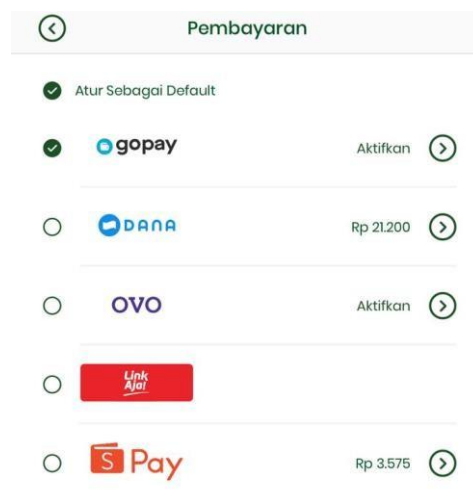 Pembayaran
Atur Sebagai Default
gopay Aktifkan
DANA Rp 21.200
OVO Aktifkan
Link
Aja!
S Pay Rp 3.575